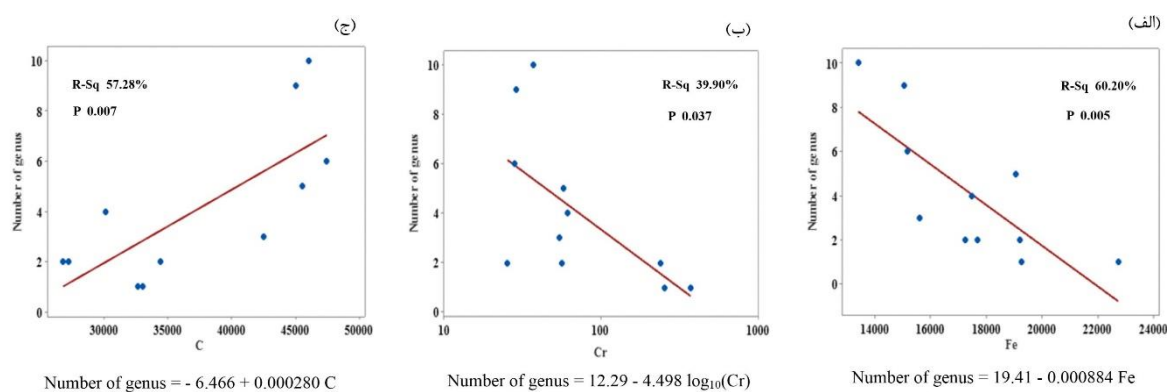 (ج)
R-Sq 57.28%
P 0.007
Number of genus
10
8
6
4
2
0
30000 35000 40000 45000 50000
C
Number of genus = - 6.466 + 0.000280 C
(ب)
R-Sq 39.90%
P 0.037
Number of genus
10
8
6
4
2
0
10 100 1000
Cr
Number of genus = 12.29 - 4.498 log₁₀(Cr)
(الف)
R-Sq 60.20%
P 0.005
Number of genus
10
8
6
4
2
0
14000 16000 18000 20000 22000 24000
Fe
Number of genus = 19.41 - 0.000884 Fe